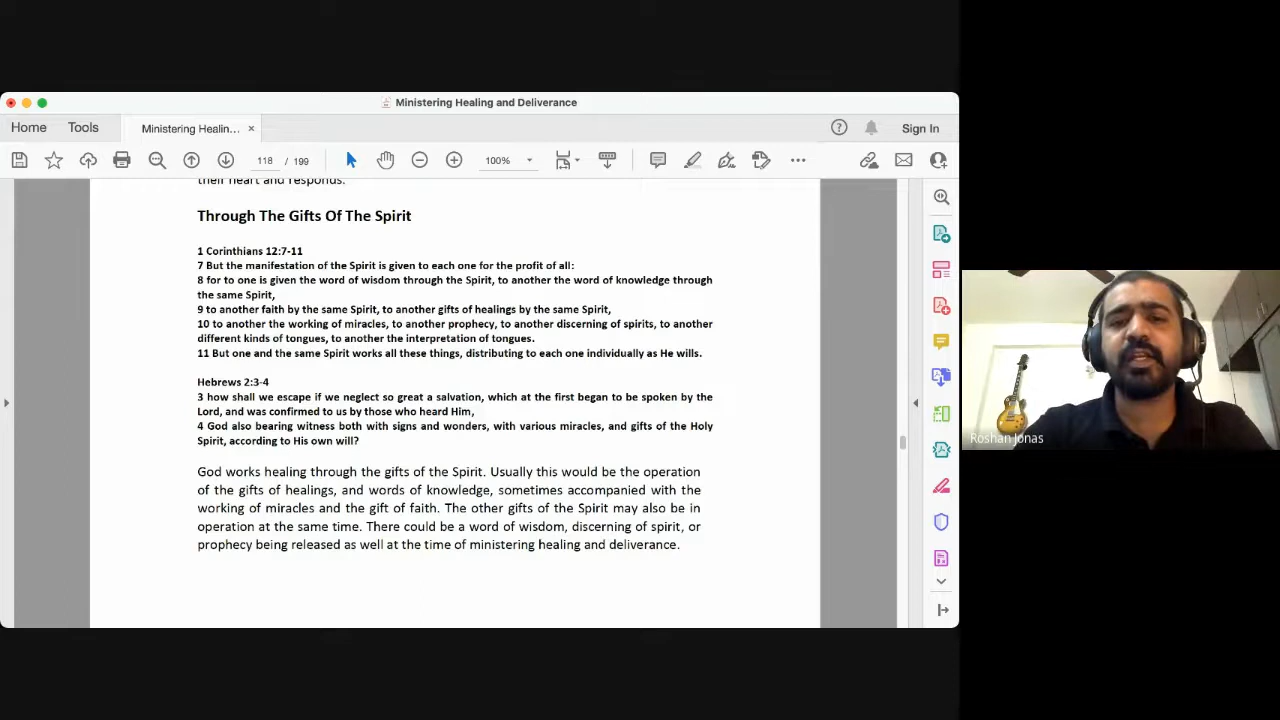 Ministering Healing and Deliverance
Home Tools Ministering Healin... × Sign In
118 / 199 100%
their heart and responds.
Through The Gifts Of The Spirit
1 Corinthians 12:7-11
7 But the manifestation of the Spirit is given to each one for the profit of all:
8 for to one is given the word of wisdom through the Spirit, to another the word of knowledge through
the same Spirit,
9 to another faith by the same Spirit, to another gifts of healings by the same Spirit,
10 to another the working of miracles, to another prophecy, to another discerning of spirits, to another
different kinds of tongues, to another the interpretation of tongues.
11 But one and the same Spirit works all these things, distributing to each one individually as He wills.
Hebrews 2:3-4
3 how shall we escape if we neglect so great a salvation, which at the first began to be spoken by the
Lord, and was confirmed to us by those who heard Him,
4 God also bearing witness both with signs and wonders, with various miracles, and gifts of the Holy
Spirit, according to His own will?
God works healing through the gifts of the Spirit. Usually this would be the operation
of the gifts of healings, and words of knowledge, sometimes accompanied with the
working of miracles and the gift of faith. The other gifts of the Spirit may also be in
operation at the same time. There could be a word of wisdom, discerning of spirit, or
prophecy being released as well at the time of ministering healing and deliverance.
Roshan Jonas